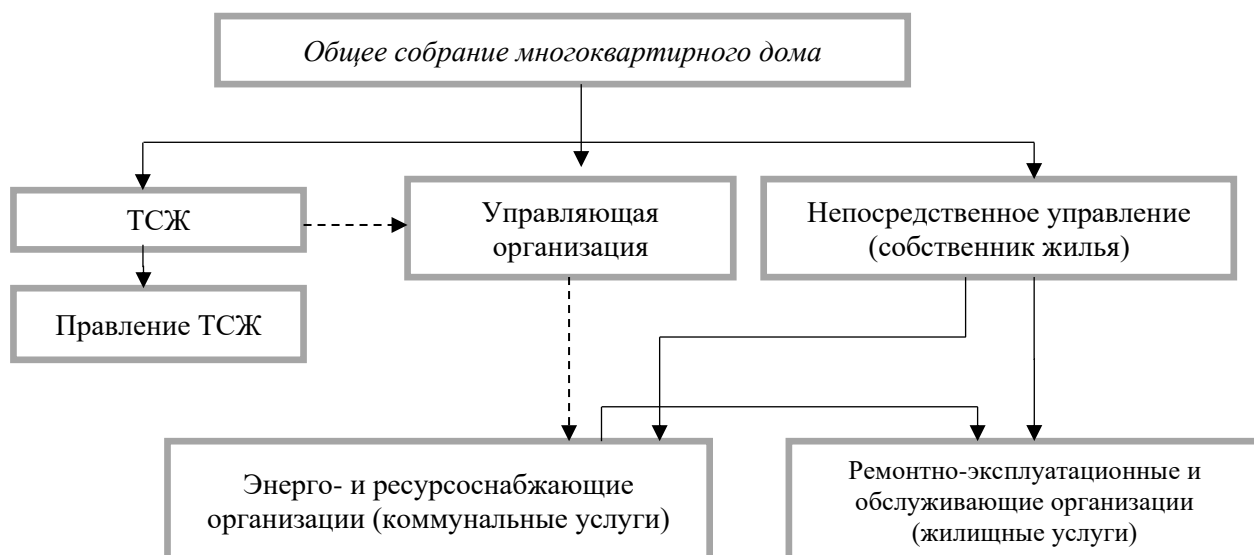 Общее собрание многоквартирного дома
ТСЖ
Управляющая
организация
Непосредственное управление
(собственник жилья)
Правление ТСЖ
Энерго- и ресурсоснабжающие
организации (коммунальные услуги)
Ремонтно-эксплуатационные и
обслуживающие организации
(жилищные услуги)